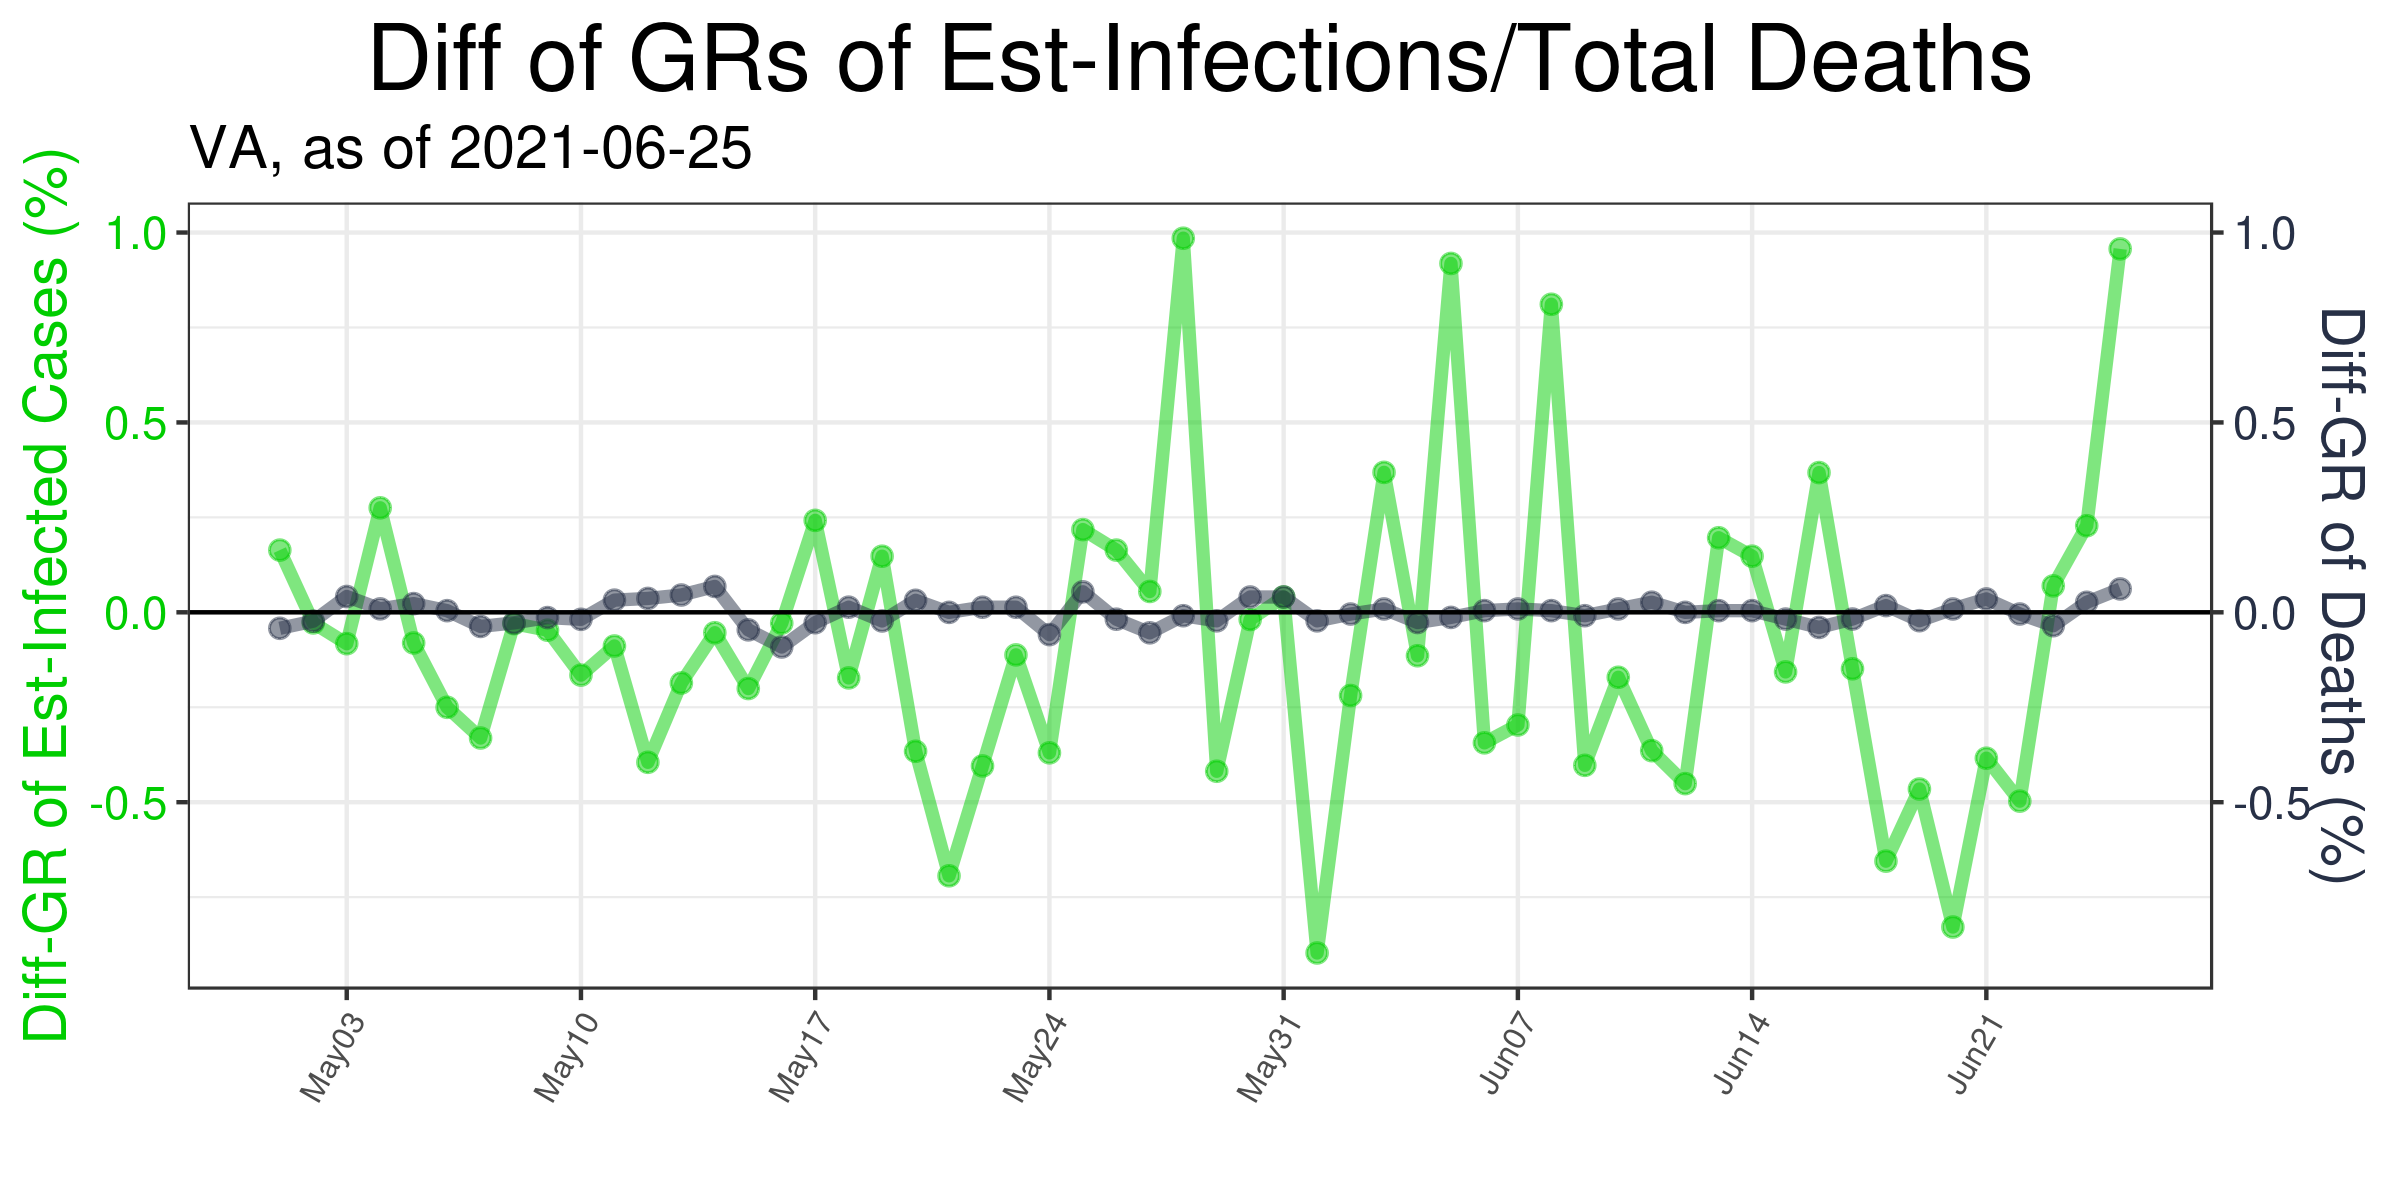 Diff of GRs of Est-Infections/Total Deaths
VA, as of 2021-06-25
Diff-GR of Est-Infected Cases (%)
1.0
0.5
0.0
-0.5
1.0
0.5
0.0
-0.5
Diff-GR of Deaths (%)
May03
May10
May17
May24
May31
Jun07
Jun14
Jun21